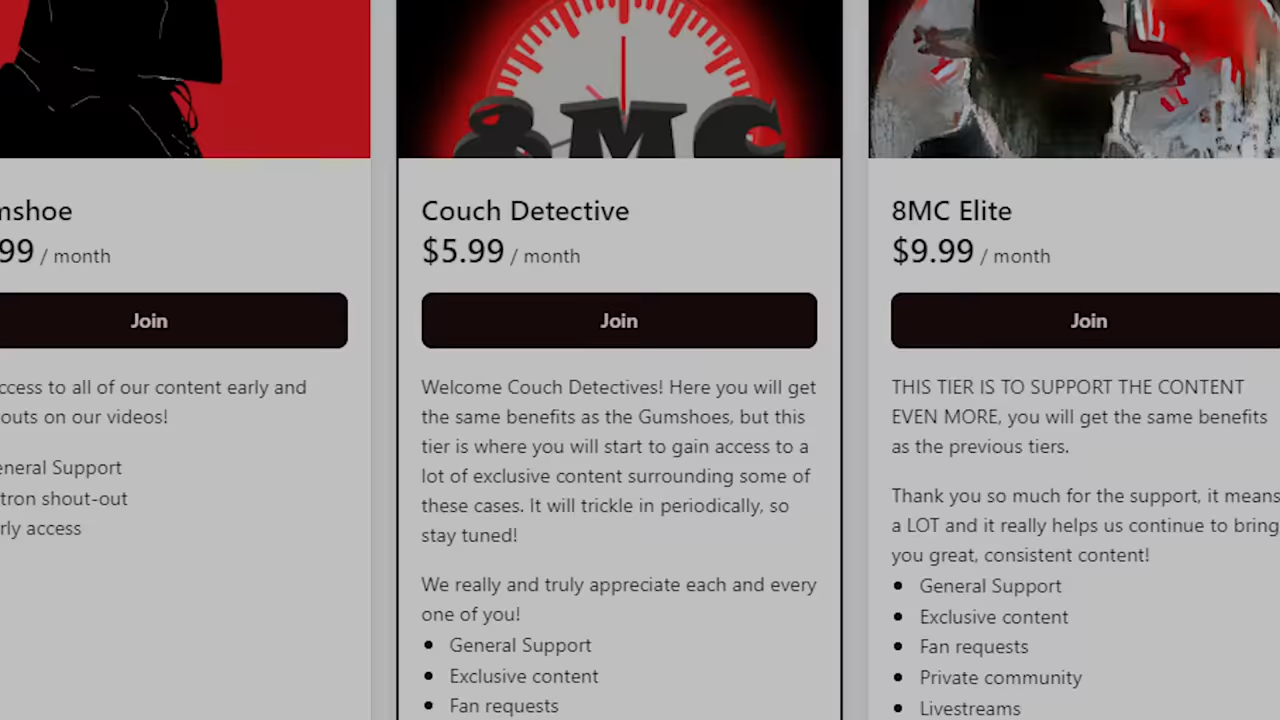 8MC
mshoe
99 / month
Join
ccess to all of our content early and
outs on our videos!
eneral Support
tron shout-out
rly access
Couch Detective
$5.99 / month
Join
Welcome Couch Detectives! Here you will get
the same benefits as the Gumshoes, but this
tier is where you will start to gain access to a
lot of exclusive content surrounding some of
these cases. It will trickle in periodically, so
stay tuned!
We really and truly appreciate each and every
one of you!
General Support
Exclusive content
Fan requests
8MC Elite
$9.99 / month
Join
THIS TIER IS TO SUPPORT THE CONTENT
EVEN MORE, you will get the same benefits
as the previous tiers.
Thank you so much for the support, it means
a LOT and it really helps us continue to bring
you great, consistent content!
General Support
Exclusive content
Fan requests
Private community
Livestreams